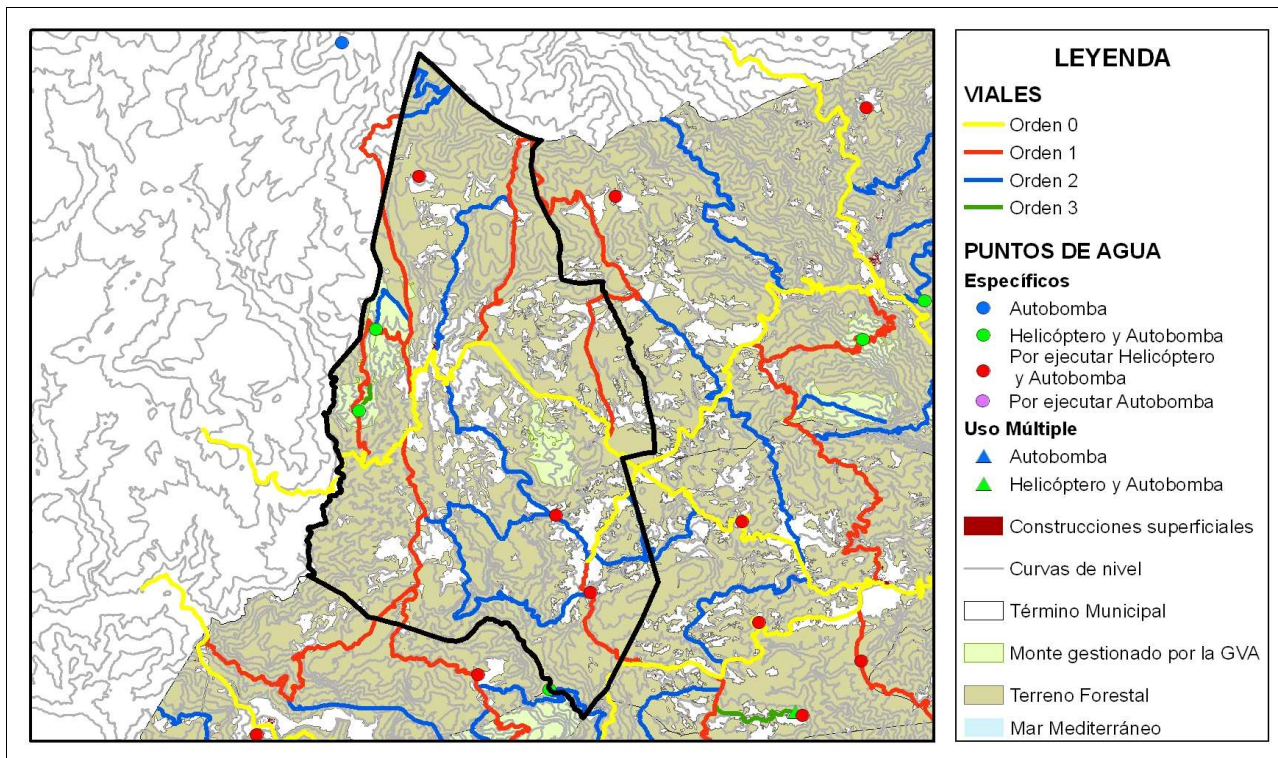 LEYENDA
VIALES
Orden 0
Orden 1
Orden 2
Orden 3
PUNTOS DE AGUA
Específicos
Autobomba
Helicóptero y Autobomba
Por ejecutar Helicóptero
y Autobomba
Por ejecutar Autobomba
Uso Múltiple
Autobomba
Helicóptero y Autobomba
Construcciones superficiales
Curvas de nivel
Término Municipal
Monte gestionado por la GVA
Terreno Forestal
Mar Mediterráneo